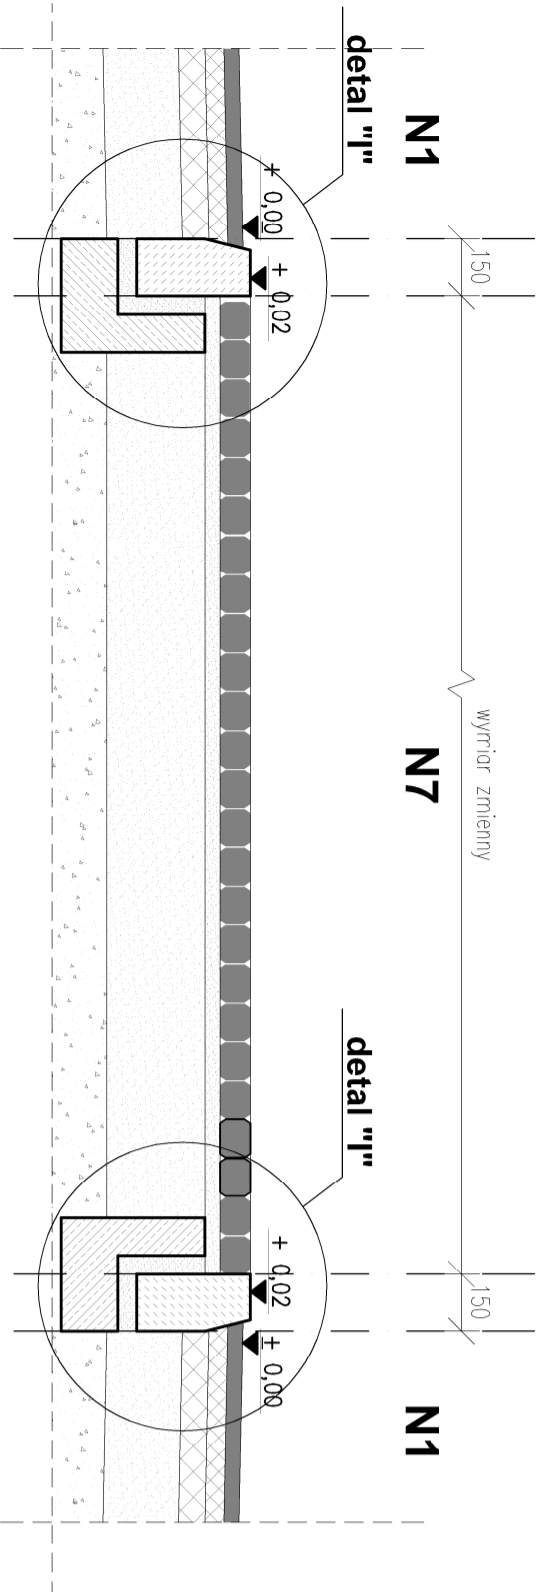 N1
N7
N1
150
wymiar zmienny
150
detal "I"
detal "I"
± 0,00
+ 0,02
+ 0,02
± 0,00